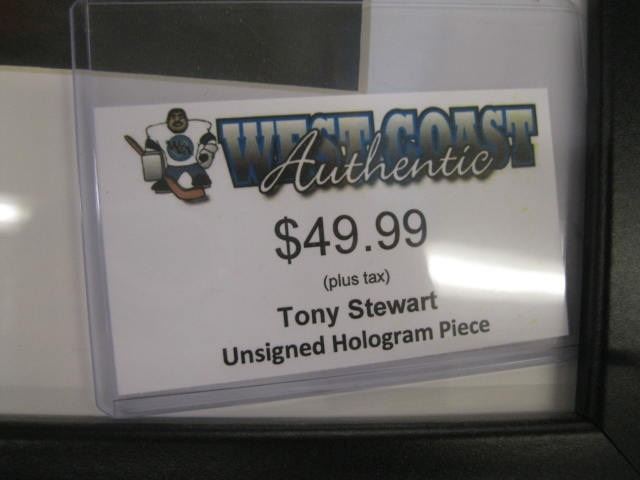 WEST COAST
Authentic
$49.99
(plus tax)
Tony Stewart
Unsigned Hologram Piece